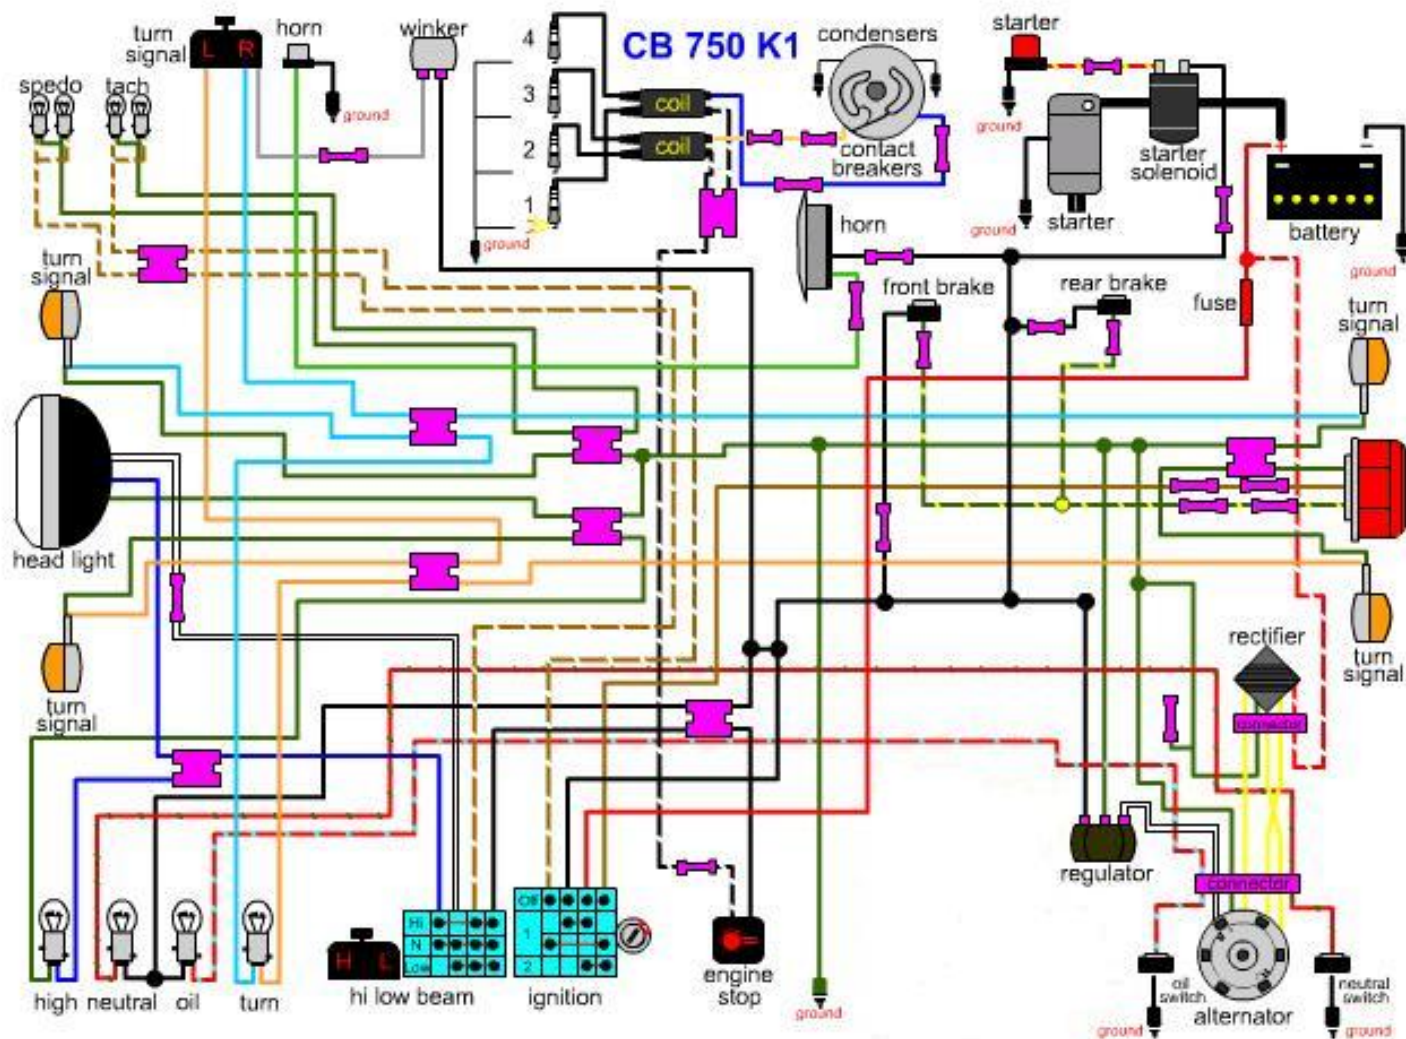 turn
signal
L R
horn
ground
winker
4
3
2
1
ground
CB 750 K1
coil
coil
condensers
contact
breakers
starter
ground
starter
solenoid
starter
ground
battery
ground
spedo
tach
turn
signal
horn
front brake
rear brake
fuse
turn
signal
head light
turn
signal
rectifier
connector
turn
signal
regulator
connector
high
neutral
oil
turn
H L
Hi
N
Low
hi low beam
Off
1
2
ignition
engine
stop
ground
oil
switch
ground
alternator
neutral
switch
ground